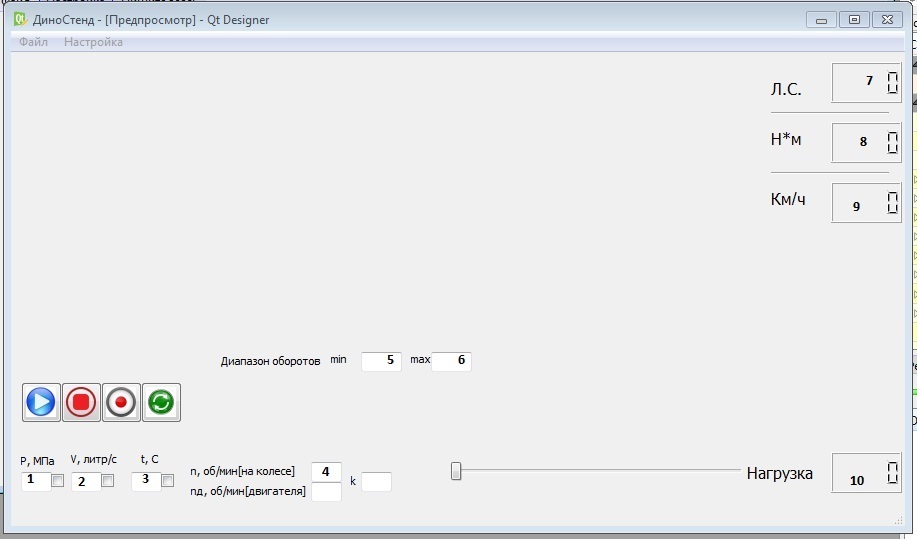 ДиноСтенд - [Предпросмотр] - Qt Designer
Файл Настройка
Л.С. 7 0
Н*м 8 0
Км/ч 9 0
Диапазон оборотов min 5 max 6
P, МПа V, литр/с t, С
1 2 3
n, об/мин[на колесе] 4
nд, об/мин[двигателя] k
Нагрузка 10 0